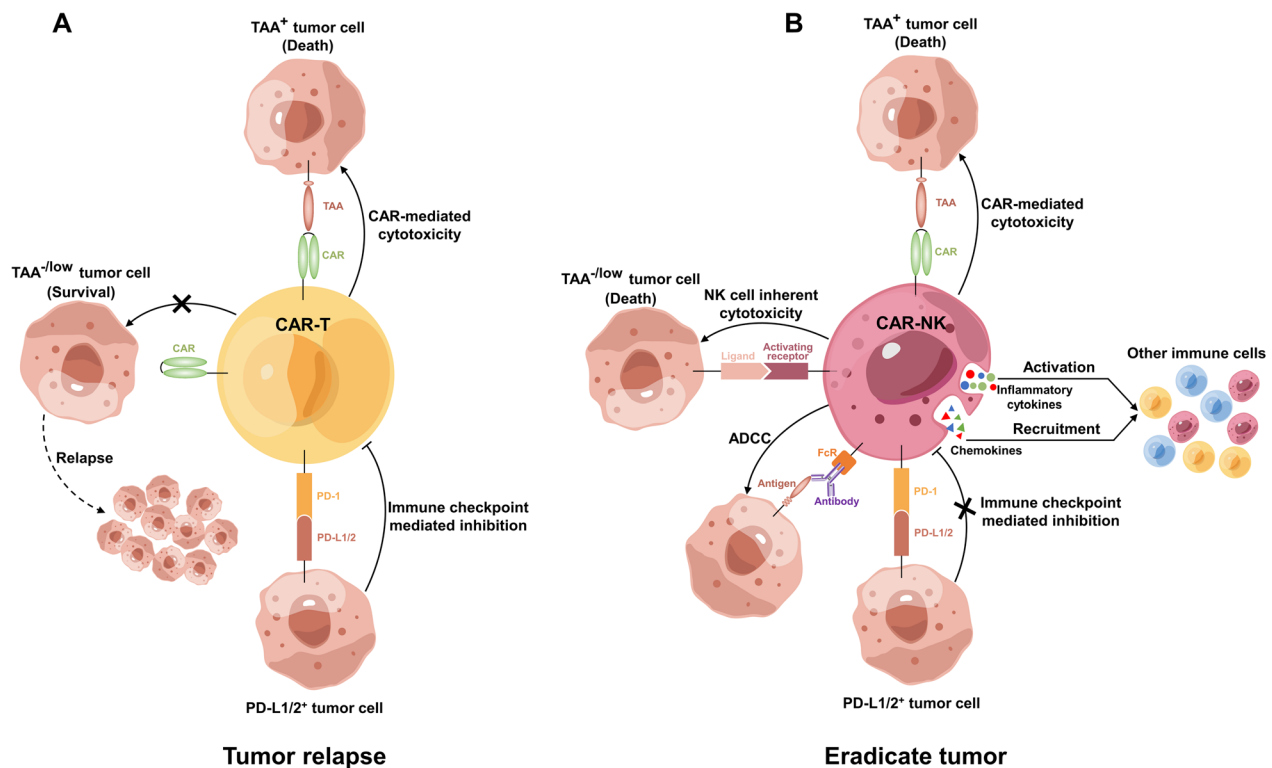 A
TAA+ tumor cell
(Death)
TAA
CAR
CAR-mediated
cytotoxicity
TAA-/low tumor cell
(Survival)
CAR-T
CAR
Relapse
PD-1
PD-L1/2
Immune checkpoint
mediated inhibition
PD-L1/2+ tumor cell
Tumor relapse
B
TAA+ tumor cell
(Death)
TAA
CAR
CAR-mediated
cytotoxicity
TAA-/low tumor cell
(Death)
NK cell inherent
cytotoxicity
CAR-NK
Ligand
Activating
receptor
Other immune cells
Activation
Inflammatory
cytokines
Recruitment
Chemokines
ADCC
FcR
Antigen
Antibody
PD-1
PD-L1/2
Immune checkpoint
mediated inhibition
PD-L1/2+ tumor cell
Eradicate tumor